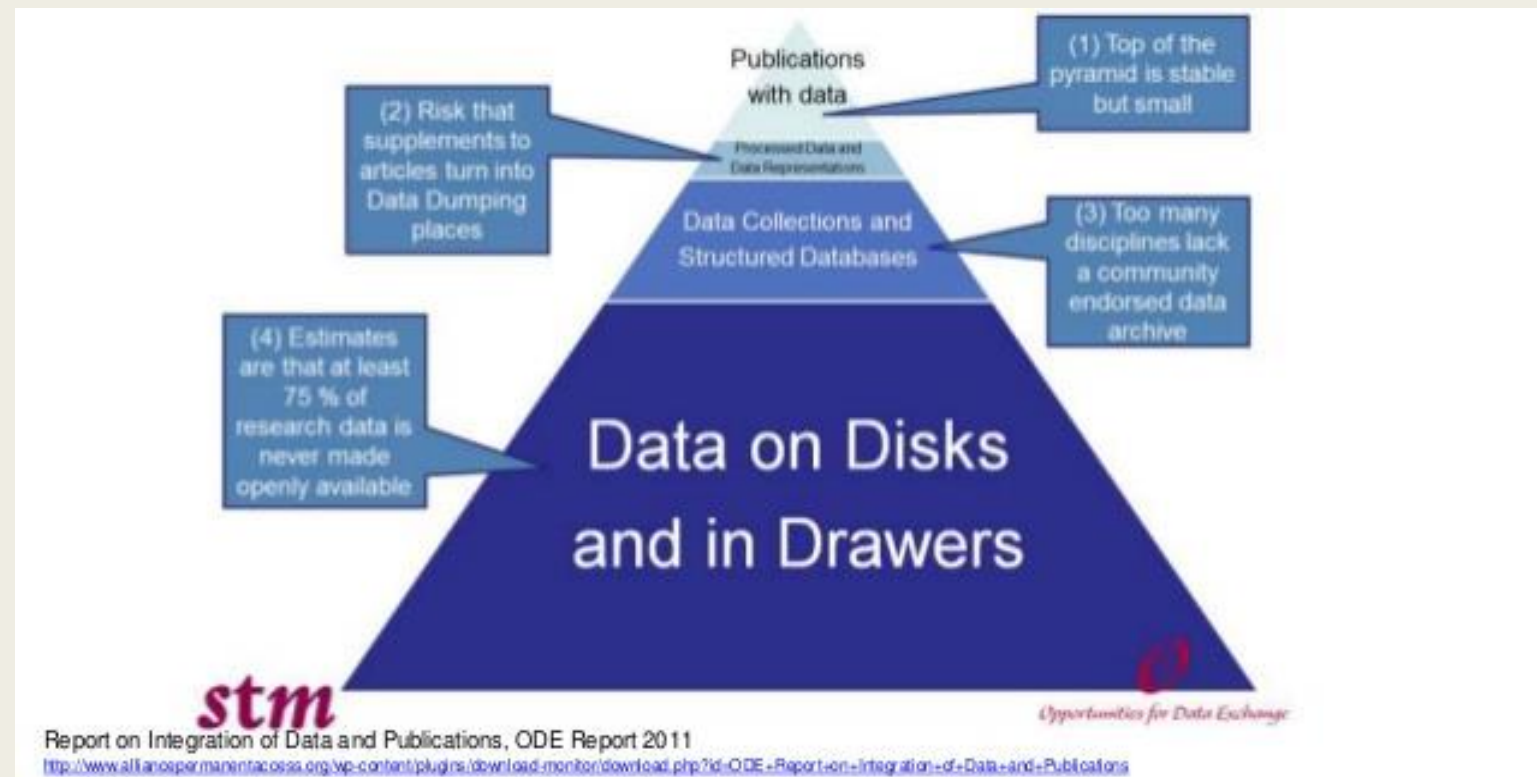 Publications
with data
(1) Top of the
pyramid is stable
but small
(2) Risk that
supplements to
articles turn into
Data Dumping
places
Processed Data and
Data Representations
Data Collections and
Structured Databases
(3) Too many
disciplines lack
a community
endorsed data
archive
(4) Estimates
are that at least
75 % of
research data is
never made
openly available
Data on Disks
and in Drawers
stm
Opportunities for Data Exchange
Report on Integration of Data and Publications, ODE Report 2011
http://www.alliancepermanentaccess.org/wp-content/plugins/download-monitor/download.php?id=ODE+Report+on+Integration+of+Data+and+Publications